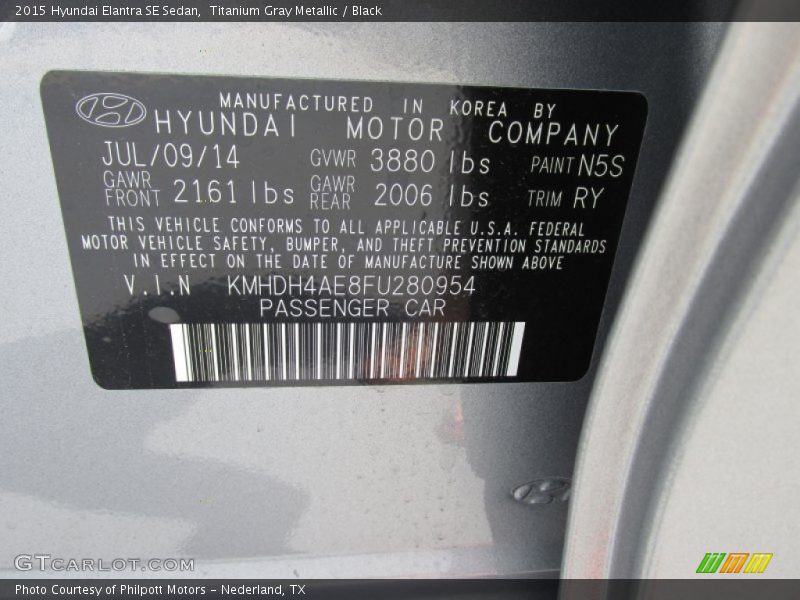 2015 Hyundai Elantra SE Sedan,  Titanium Gray Metallic / Black
MANUFACTURED IN KOREA BY
HYUNDAI MOTOR COMPANY
JUL/09/14 GVWR 3880 lbs PAINT N5S
GAWR FRONT 2161 lbs GAWR REAR 2006 lbs TRIM RY
THIS VEHICLE CONFORMS TO ALL APPLICABLE U.S.A. FEDERAL
MOTOR VEHICLE SAFETY, BUMPER, AND THEFT PREVENTION STANDARDS
IN EFFECT ON THE DATE OF MANUFACTURE SHOWN ABOVE
V.I.N KMHDH4AE8FU280954
PASSENGER CAR
GTCARLOT.COM
Photo Courtesy of Philpott Motors - Nederland, TX